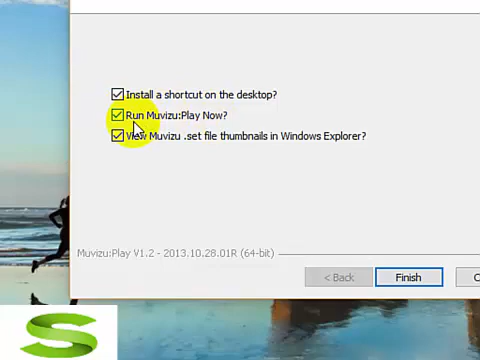 Install a shortcut on the desktop?
Run Muvizu:Play Now?
View Muvizu .set file thumbnails in Windows Explorer?
Muvizu:Play V1.2 - 2013.10.28.01R (64-bit)
< Back
Finish